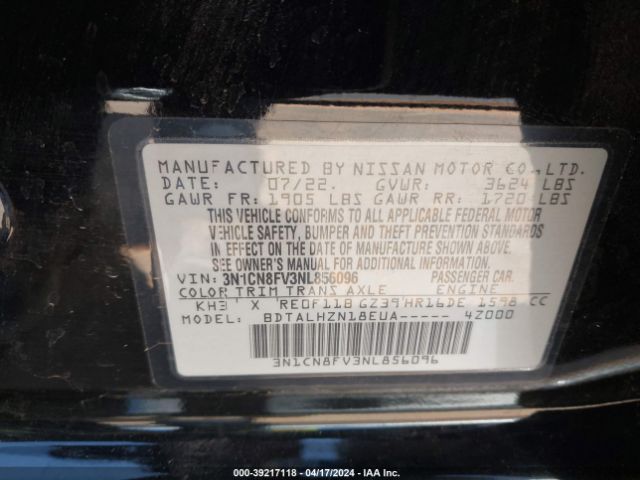 MANUFACTURED BY NISSAN MOTOR CO.,LTD.
DATE: 07/22. GVWR: 3624 LBS
GAWR FR: 1905 LBS GAWR RR: 1720 LBS
THIS VEHICLE CONFORMS TO ALL APPLICABLE FEDERAL MOTOR
VEHICLE SAFETY, BUMPER AND THEFT PREVENTION STANDARDS
IN EFFECT ON THE DATE OF MANUFACTURE SHOWN ABOVE.
SEE OWNER'S MANUAL FOR ADDITIONAL INFORMATION.
VIN: 3N1CN8FV3NL856096 PASSENGER CAR.
COLOR TRIM TRANS AXLE ENGINE
KH3 X RE0F11B GZ39 HR16DE 1598 CC
MODEL: BDTALHZN18EUA----- 4Z000
3N1CN8FV3NL856096
000-39217118 - 04/17/2024 - IAA Inc.